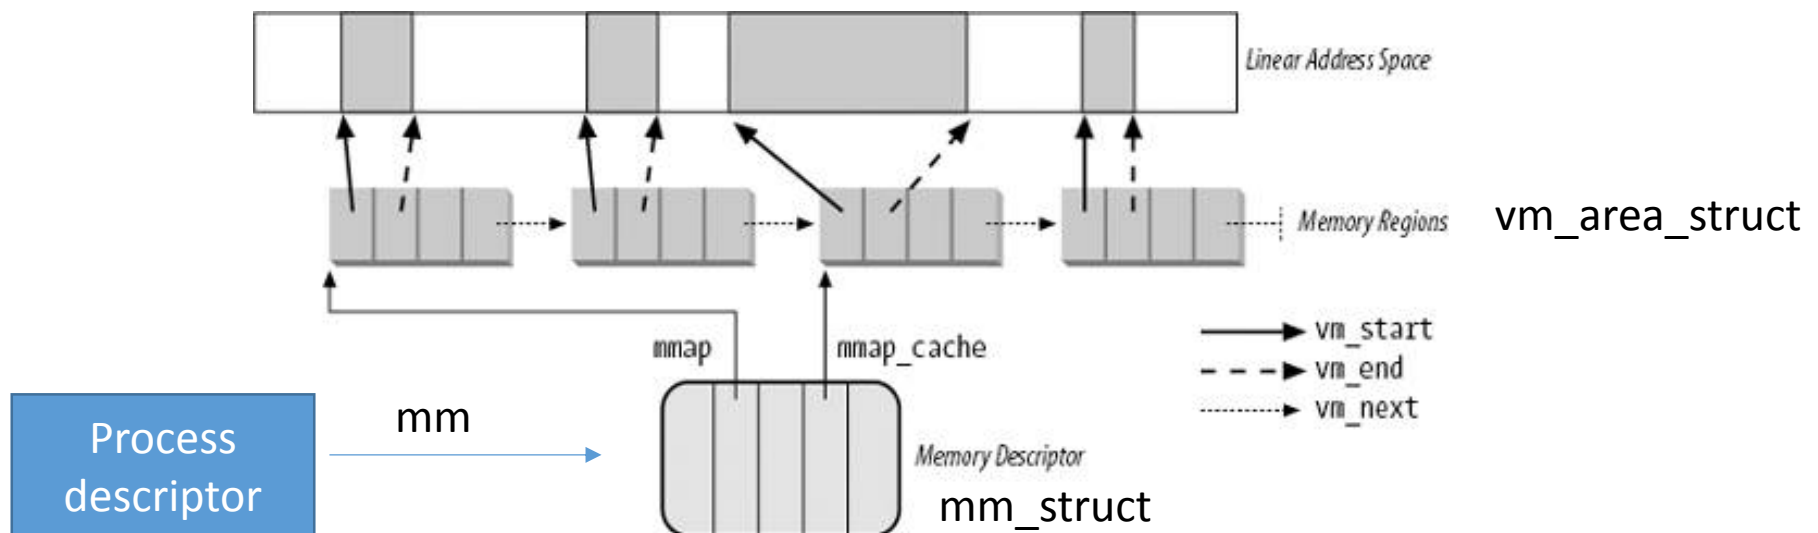 Linear Address Space
Memory Regions
vm_area_struct
vm_start
mmap
mmap_cache
vm_end
vm_next
mm
Process
descriptor
Memory Descriptor
mm_struct